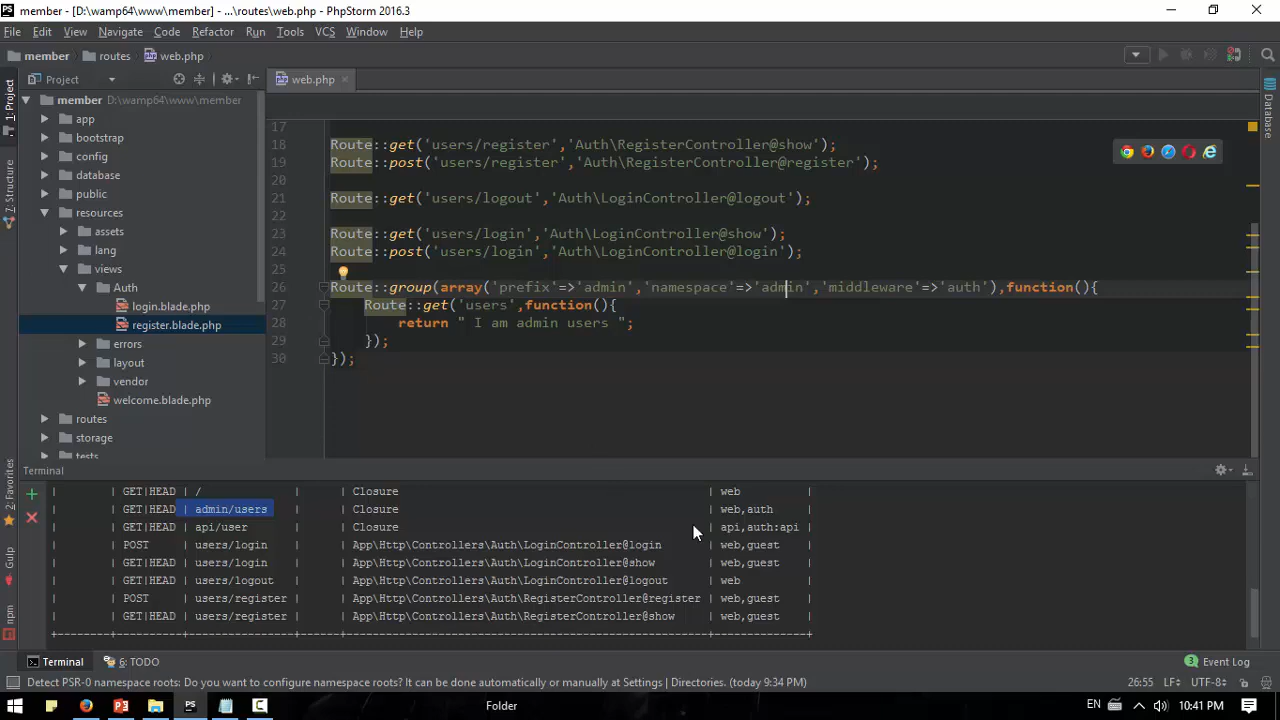 member - [D:\wamp64\www\member] - ...\routes\web.php - PhpStorm 2016.3
File Edit View Navigate Code Refactor Run Tools VCS Window Help
member routes web.php
Project web.php
1: Project
7: Structure
2: Favorites
Gulp
npm
Database
member D:\wamp64\www\member
app
bootstrap
config
database
public
resources
assets
lang
views
Auth
login.blade.php
register.blade.php
errors
layout
vendor
welcome.blade.php
routes
storage
tests
17
18 Route::get('users/register','Auth\RegisterController@show');
19 Route::post('users/register','Auth\RegisterController@register');
20
21 Route::get('users/logout','Auth\LoginController@logout');
22
23 Route::get('users/login','Auth\LoginController@show');
24 Route::post('users/login','Auth\LoginController@login');
25
26 Route::group(array('prefix'=>'admin','namespace'=>'admin','middleware'=>'auth'),function(){
27 Route::get('users',function(){
28 return " I am admin users ";
29 });
30 });
Terminal
| | GET|HEAD | / | | Closure | web |
| | GET|HEAD | admin/users | | Closure | web,auth |
| | GET|HEAD | api/user | | Closure | api,auth:api |
| | POST | users/login | | App\Http\Controllers\Auth\LoginController@login | web,guest |
| | GET|HEAD | users/login | | App\Http\Controllers\Auth\LoginController@show | web,guest |
| | GET|HEAD | users/logout | | App\Http\Controllers\Auth\LoginController@logout | web |
| | POST | users/register | | App\Http\Controllers\Auth\RegisterController@register | web,guest |
| | GET|HEAD | users/register | | App\Http\Controllers\Auth\RegisterController@show | web,guest |
Terminal 6: TODO 3 Event Log
Detect PSR-0 namespace roots: Do you want to configure namespace roots? It can be done automatically or manually at Settings | Directories. (today 9:34 PM) 26:55 LF UTF-8
Folder ENG 10:41 PM